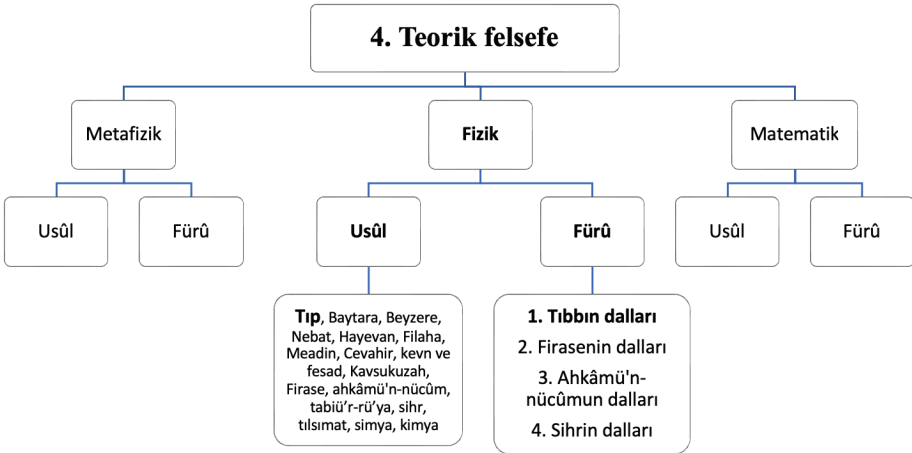 4. Teorik felsefe
Metafizik
Fizik
Matematik
Usûl
Fürû
Usûl
Fürû
Usûl
Fürû
Tıp, Baytara, Beyzere,
Nebat, Hayevan, Filaha,
Meadin, Cevahir, kevn ve
fesad, Kavsukuzah,
Firase, ahkâmü'n-nücûm,
tabiü’r-rü’ya, sihr,
tılsımat, simya, kimya
1. Tıbbın dalları
2. Firasenin dalları
3. Ahkâmü'n-
nücûmun dalları
4. Sihrin dalları